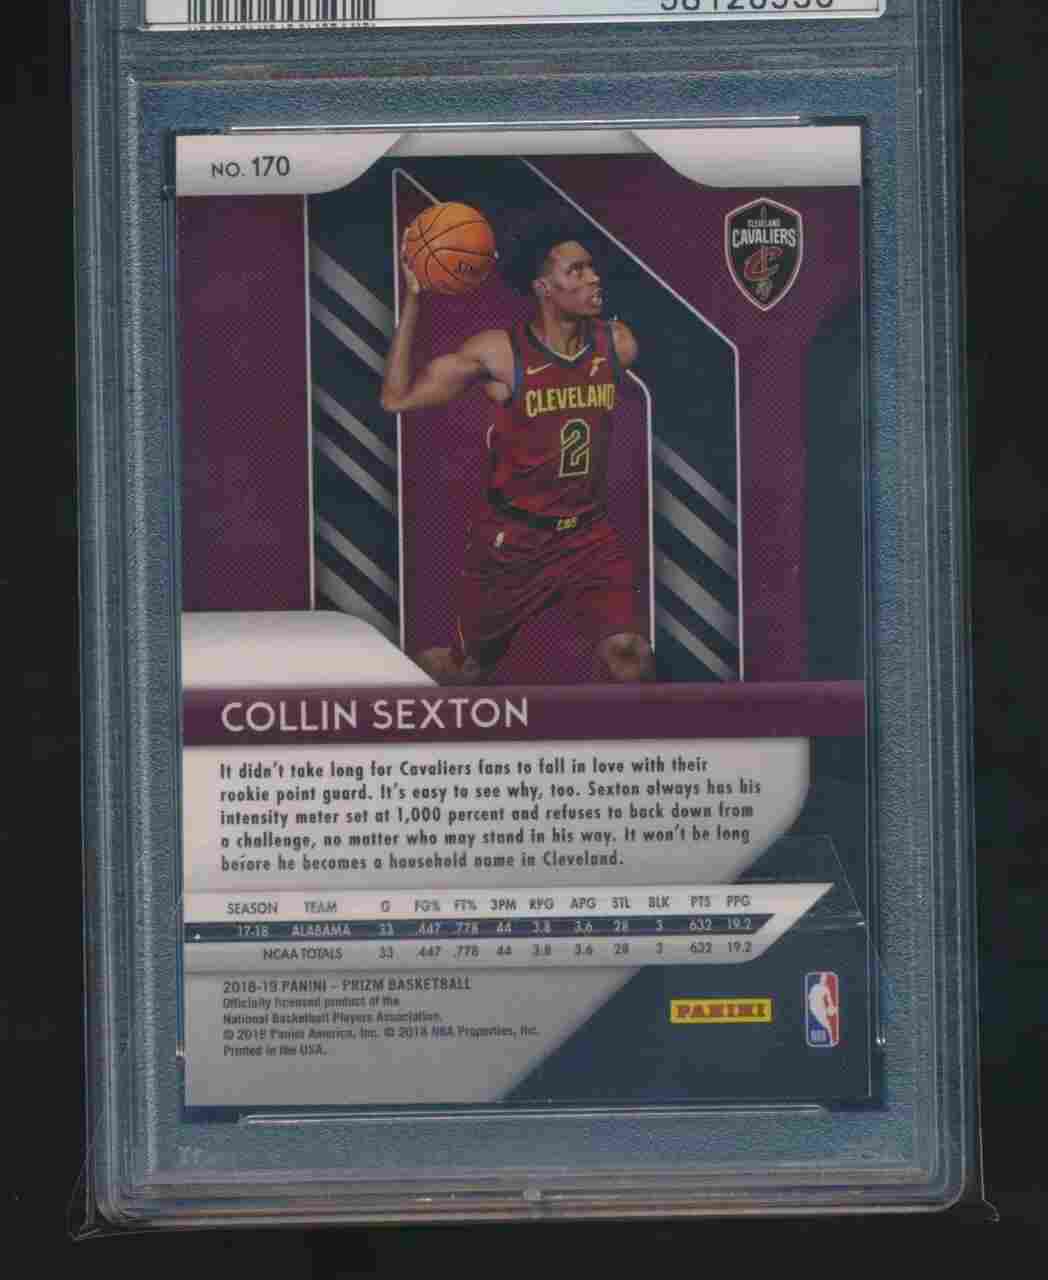 NO. 170
CLEVELAND
CAVALIERS
CLEVELAND
2
COLLIN SEXTON
It didn't take long for Cavaliers fans to fall in love with their
rookie point guard. It's easy to see why, too. Sexton always has his
intensity meter set at 1,000 percent and refuses to back down from
a challenge, no matter who may stand in his way. It won't be long
before he becomes a household name in Cleveland.
SEASON TEAM G FG% FT% 3PM RPG APG STL BLK PTS PPG
17-18 ALABAMA 33 .447 .778 44 3.8 3.6 28 3 632 19.2
NCAA TOTALS 33 .447 .778 44 3.8 3.6 28 3 632 19.2
2018-19 PANINI – PRIZM BASKETBALL
Officially licensed product of the
National Basketball Players Association.
© 2018 Panini America, Inc. © 2018 NBA Properties, Inc.
Printed in the USA.
PANINI
NBA